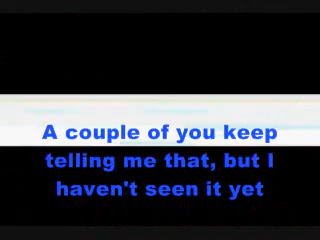 A couple of you keep
telling me that, but I
haven't seen it yet